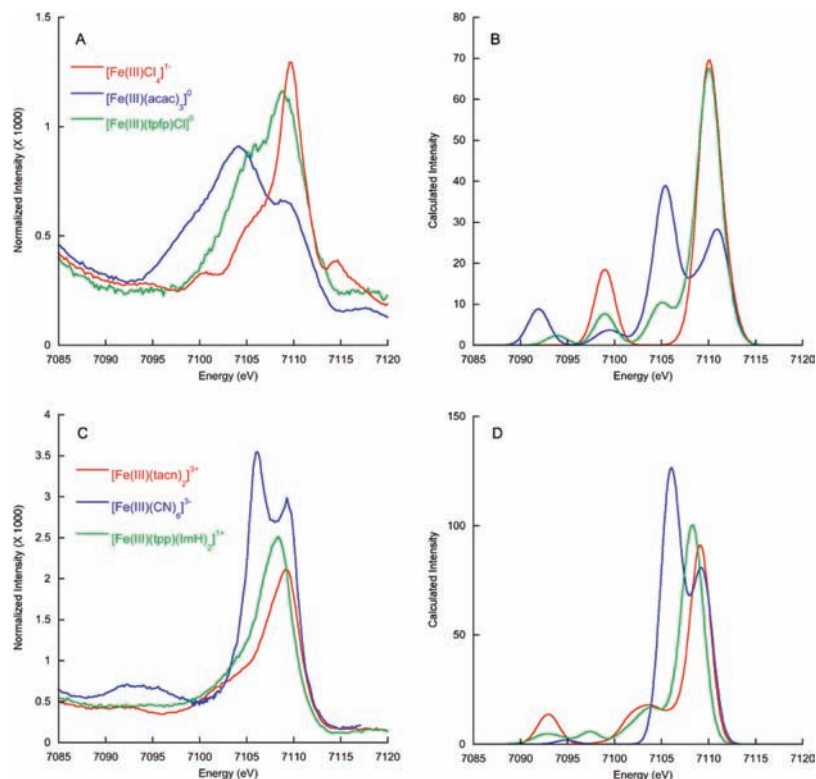 1.5
A
[Fe(III)Cl4]1-
[Fe(III)(acac)3]0
[Fe(III)(tpfp)Cl]0
1
0.5
0
Normalized Intensity (X 1000)
7085 7090 7095 7100 7105 7110 7115 7120
Energy (eV)
80
B
70
60
50
40
30
20
10
0
Calculated Intensity
7085 7090 7095 7100 7105 7110 7115 7120
Energy (eV)
4
C
3.5
[Fe(III)(tacn)2]3+
3
[Fe(III)(CN)6]3-
2.5
[Fe(III)(tpp)(ImH)2]1+
2
1.5
1
0.5
0
Normalized Intensity (X 1000)
7085 7090 7095 7100 7105 7110 7115 7120
Energy (eV)
150
D
100
50
0
Calculated Intensity
7085 7090 7095 7100 7105 7110 7115 7120
Energy (eV)